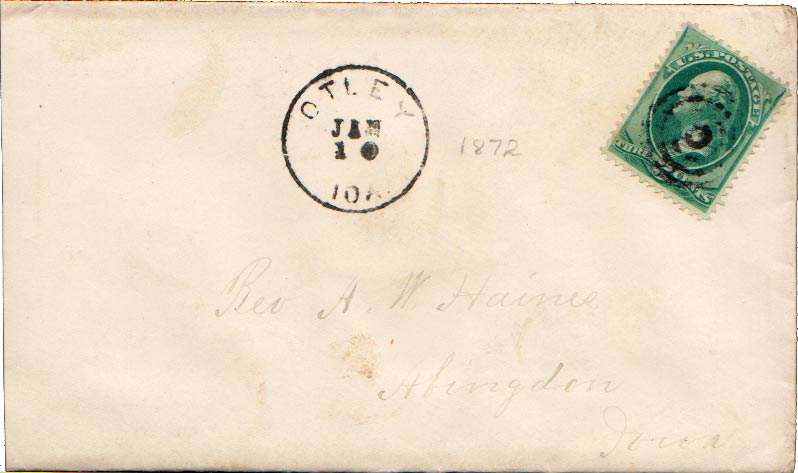 U.S. POSTAGE
THREE CENTS
OTLEY
JAN
10
IOA
1872
Rev A. W. Haines
Abingdon
Iowa